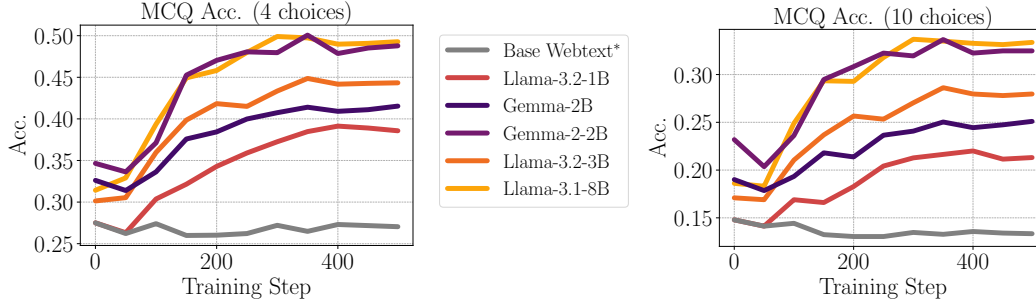 MCQ Acc. (4 choices)
0.50
0.45
0.40
0.35
0.30
0.25
Acc.
0
200
400
Training Step
Base Webtext*
Llama-3.2-1B
Gemma-2B
Gemma-2-2B
Llama-3.2-3B
Llama-3.1-8B
MCQ Acc. (10 choices)
0.30
0.25
0.20
0.15
Acc.
0
200
400
Training Step